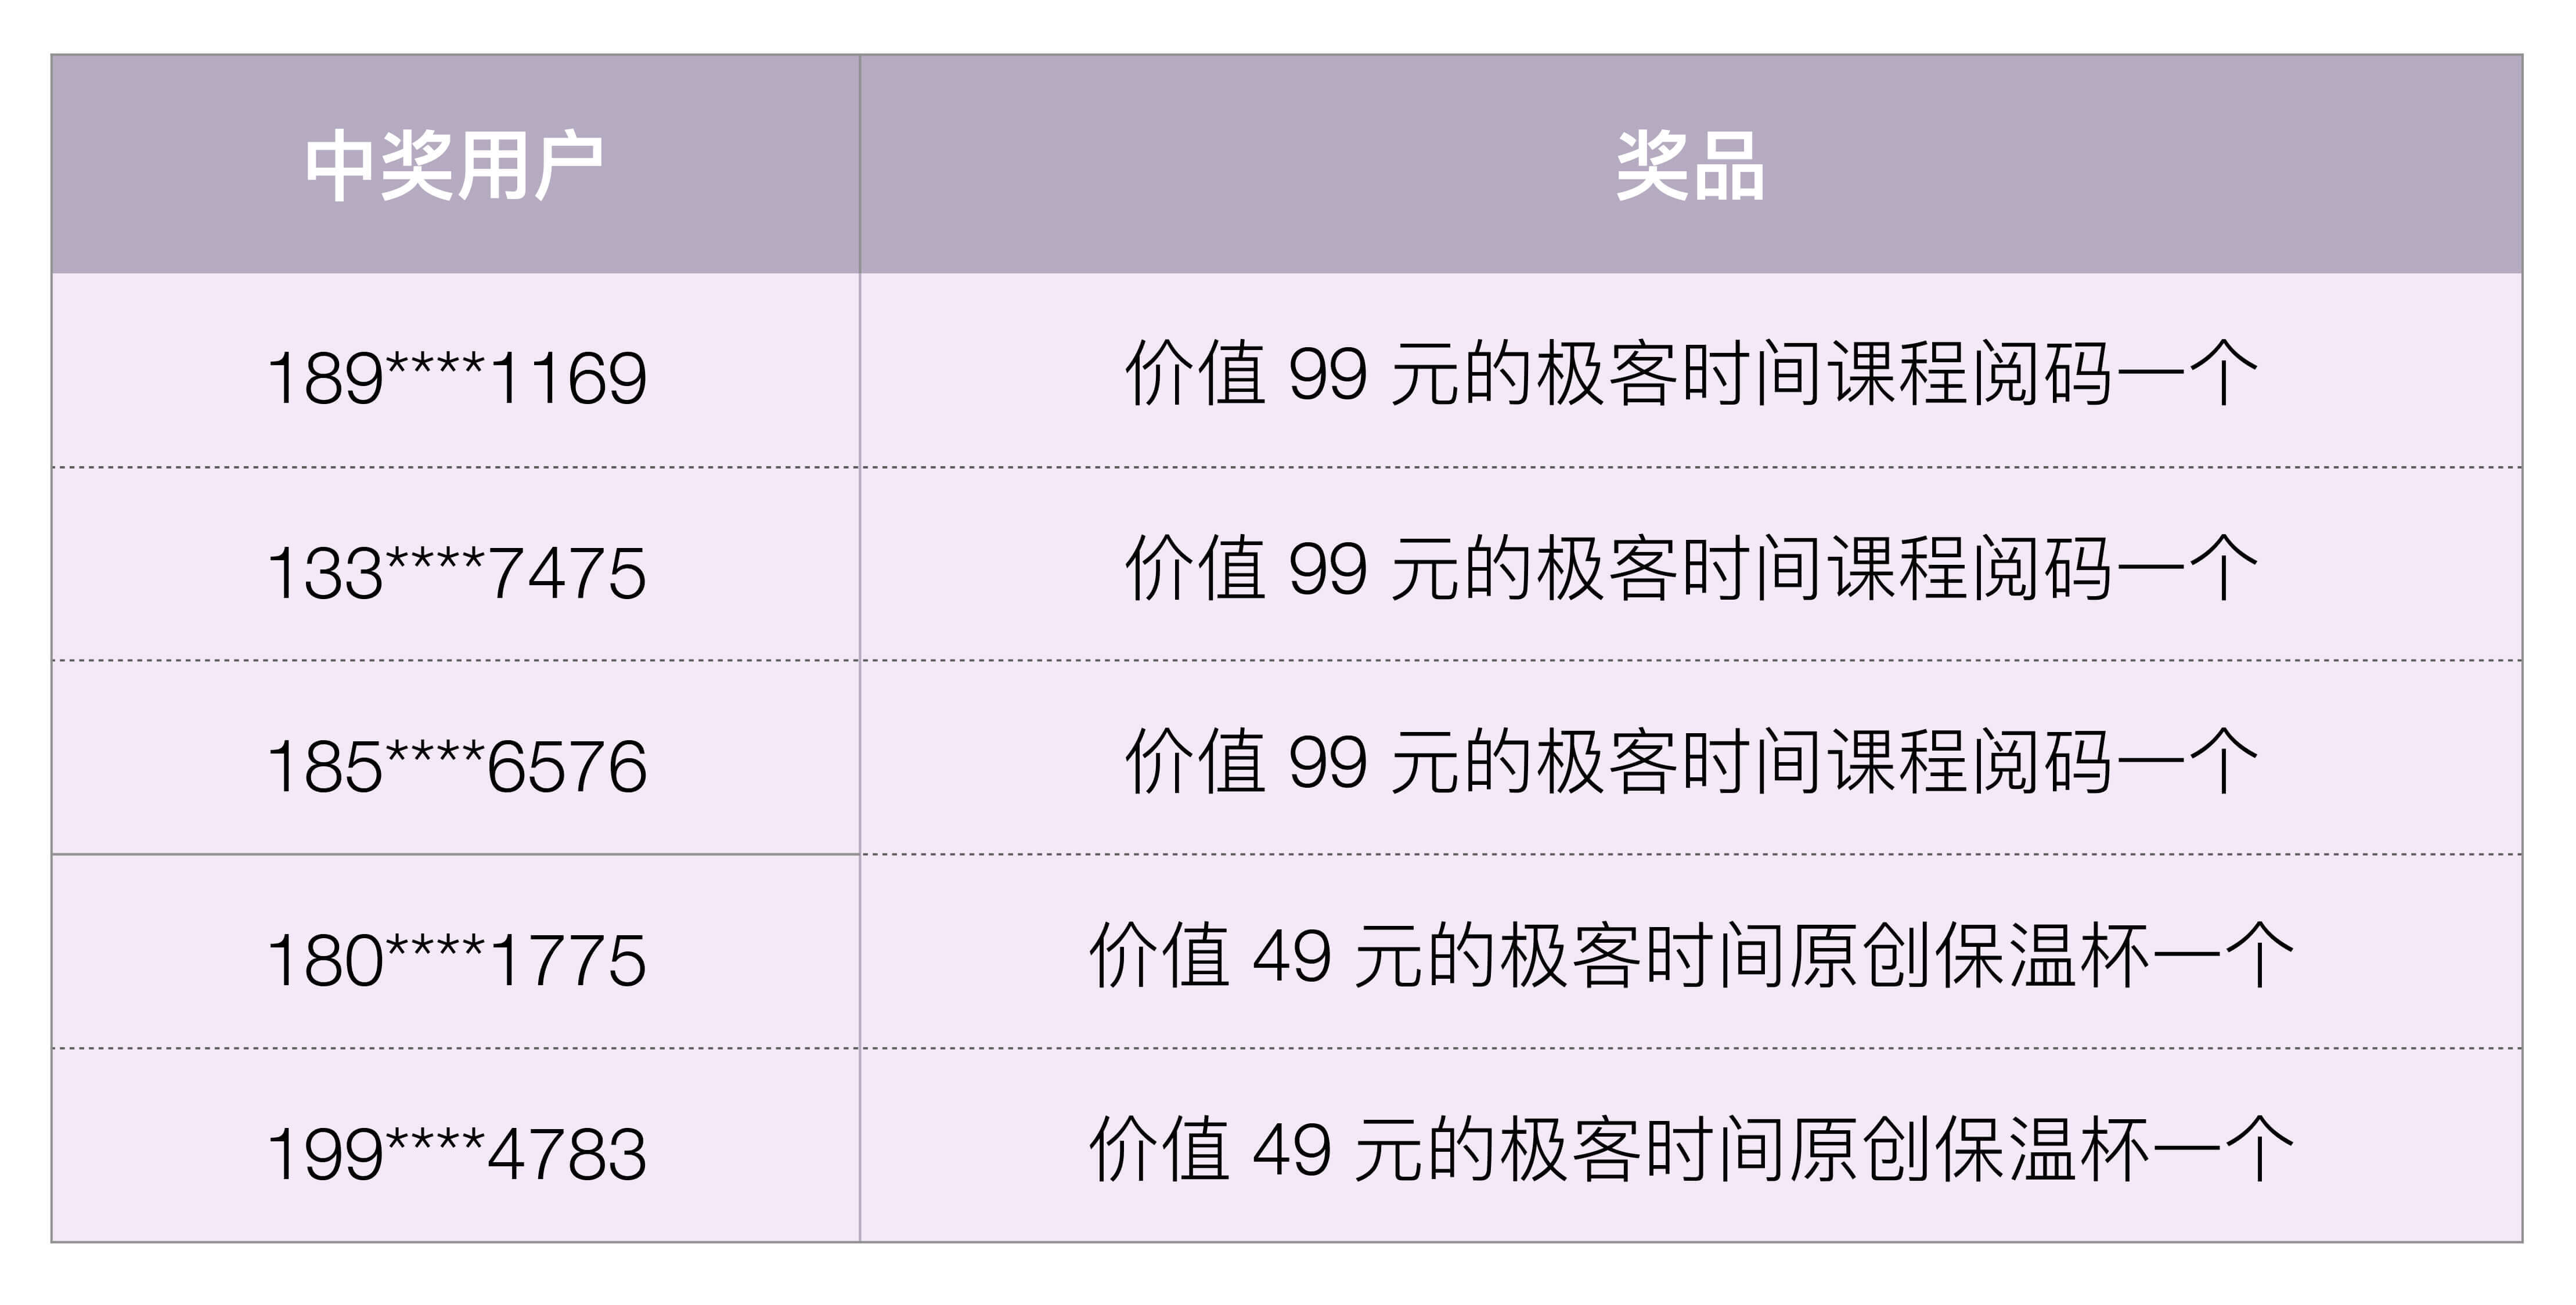 中奖用户 奖品
189****1169 价值 99 元的极客时间课程阅码一个
133****7475 价值 99 元的极客时间课程阅码一个
185****6576 价值 99 元的极客时间课程阅码一个
180****1775 价值 49 元的极客时间原创保温杯一个
199****4783 价值 49 元的极客时间原创保温杯一个